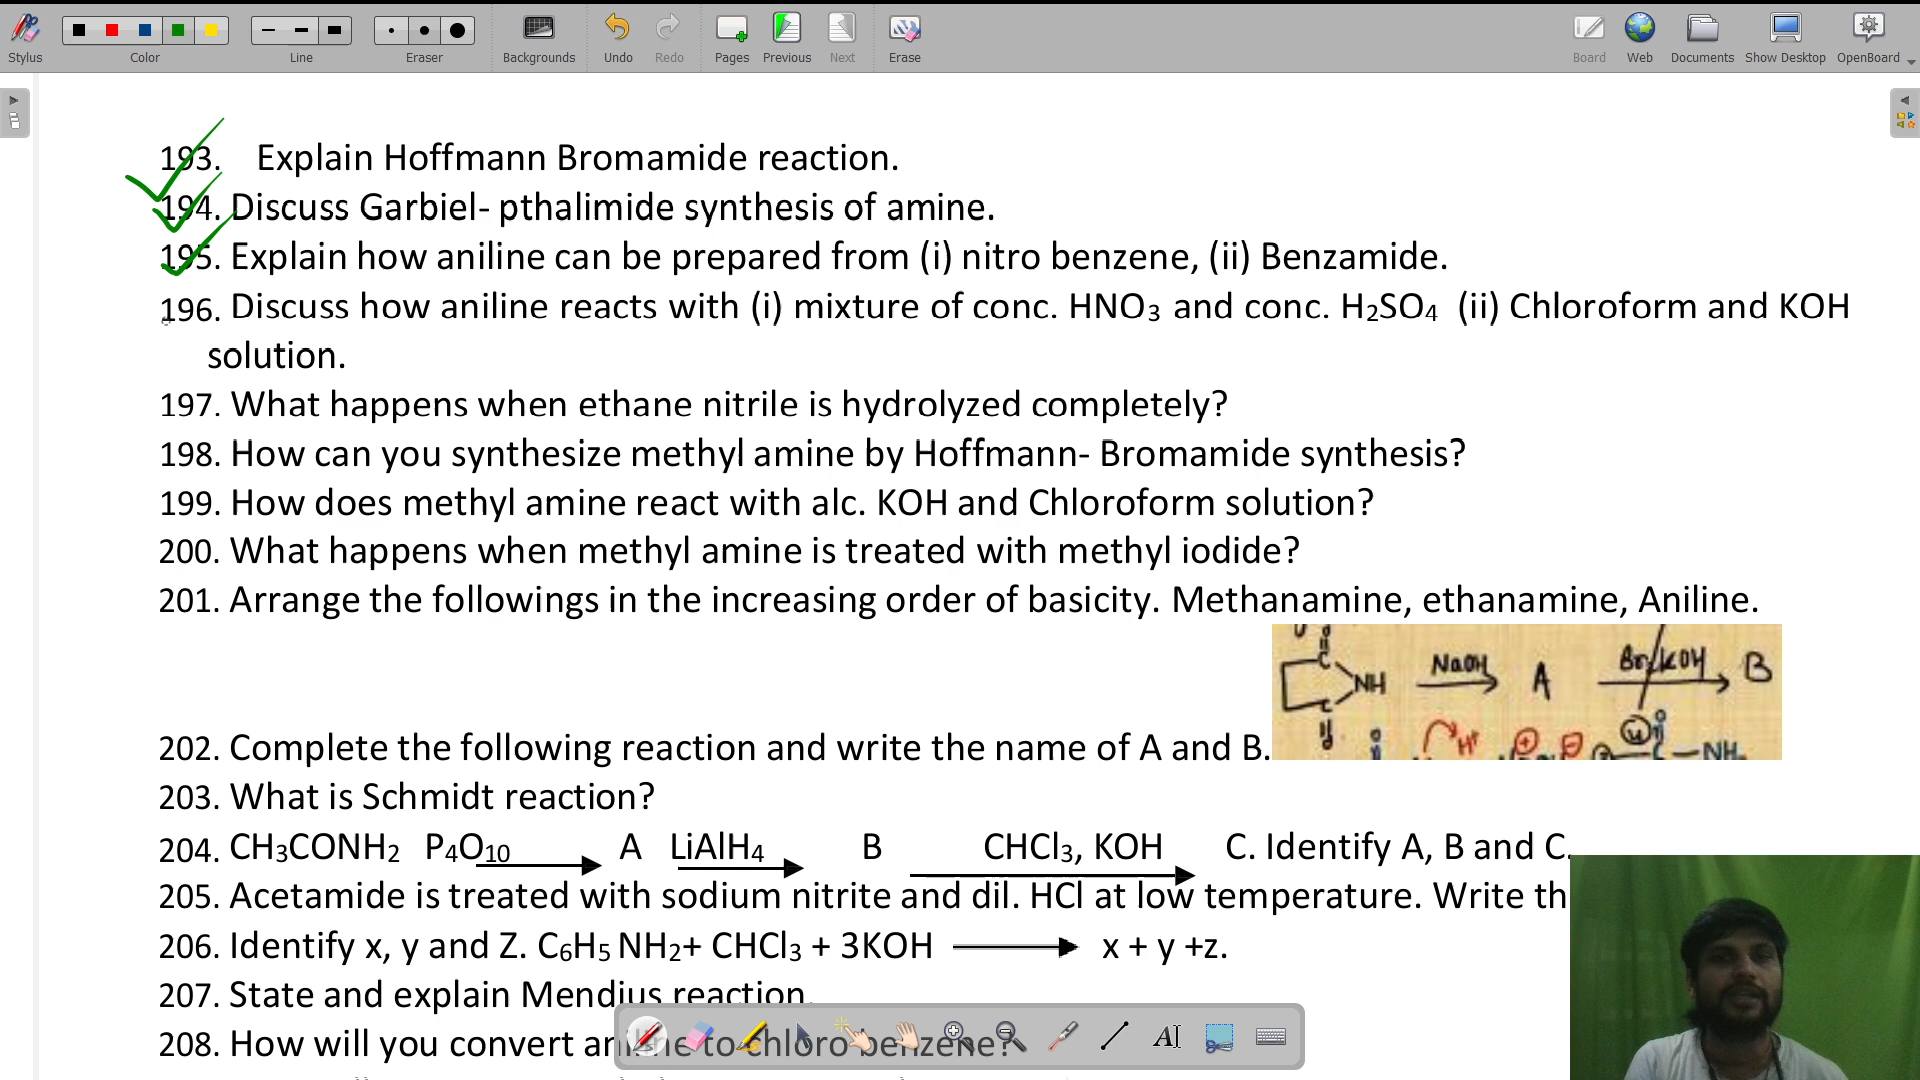 Stylus
Color
Line
Eraser
Backgrounds
Undo
Redo
Pages
Previous
Next
Erase
Board
Web
Documents
Show Desktop
OpenBoard
193. Explain Hoffmann Bromamide reaction.
194. Discuss Garbiel- pthalimide synthesis of amine.
195. Explain how aniline can be prepared from (i) nitro benzene, (ii) Benzamide.
196. Discuss how aniline reacts with (i) mixture of conc. HNO₃ and conc. H₂SO₄ (ii) Chloroform and KOH
solution.
197. What happens when ethane nitrile is hydrolyzed completely?
198. How can you synthesize methyl amine by Hoffmann- Bromamide synthesis?
199. How does methyl amine react with alc. KOH and Chloroform solution?
200. What happens when methyl amine is treated with methyl iodide?
201. Arrange the followings in the increasing order of basicity. Methanamine, ethanamine, Aniline.
NH NaOH A Br₂/KOH B
202. Complete the following reaction and write the name of A and B.
H⁺ C — NH
203. What is Schmidt reaction?
204. CH₃CONH₂ P₄O₁₀ A LiAlH₄ B CHCl₃, KOH C. Identify A, B and C.
205. Acetamide is treated with sodium nitrite and dil. HCl at low temperature. Write th
206. Identify x, y and Z. C₆H₅ NH₂+ CHCl₃ + 3KOH x + y +z.
207. State and explain Mendius reaction.
208. How will you convert aniline to chloro benzene?